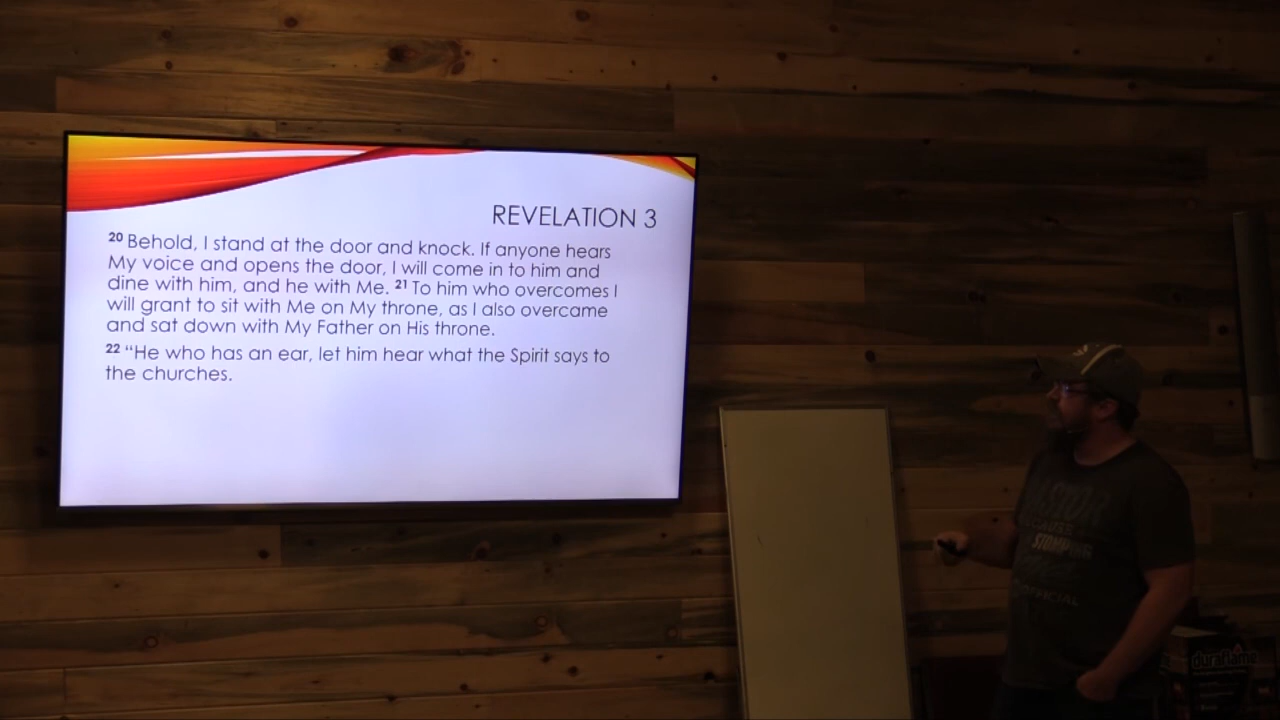 REVELATION 3
20 Behold, I stand at the door and knock. If anyone hears
My voice and opens the door, I will come in to him and
dine with him, and he with Me. 21 To him who overcomes I
will grant to sit with Me on My throne, as I also overcame
and sat down with My Father on His throne.
22 “He who has an ear, let him hear what the Spirit says to
the churches.
STOMPING
OFFICIAL
duraflame